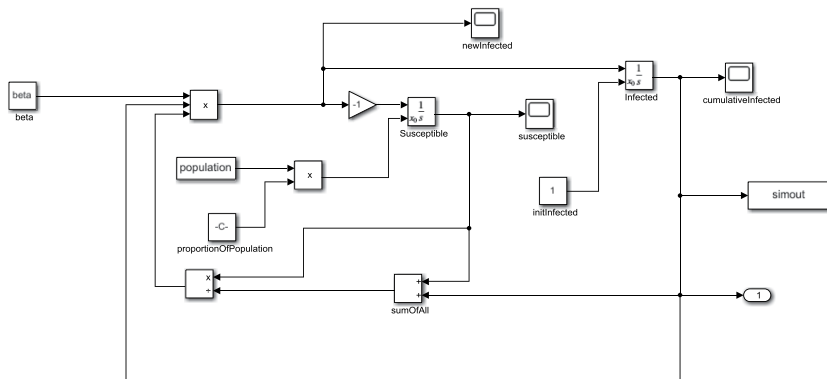 newInfected
beta
beta
x
-1
1
s
x₀
Susceptible
susceptible
1
s
x₀
Infected
cumulativeInfected
population
x
-C-
proportionOfPopulation
1
initInfected
simout
x
÷
+
+
sumOfAll
1